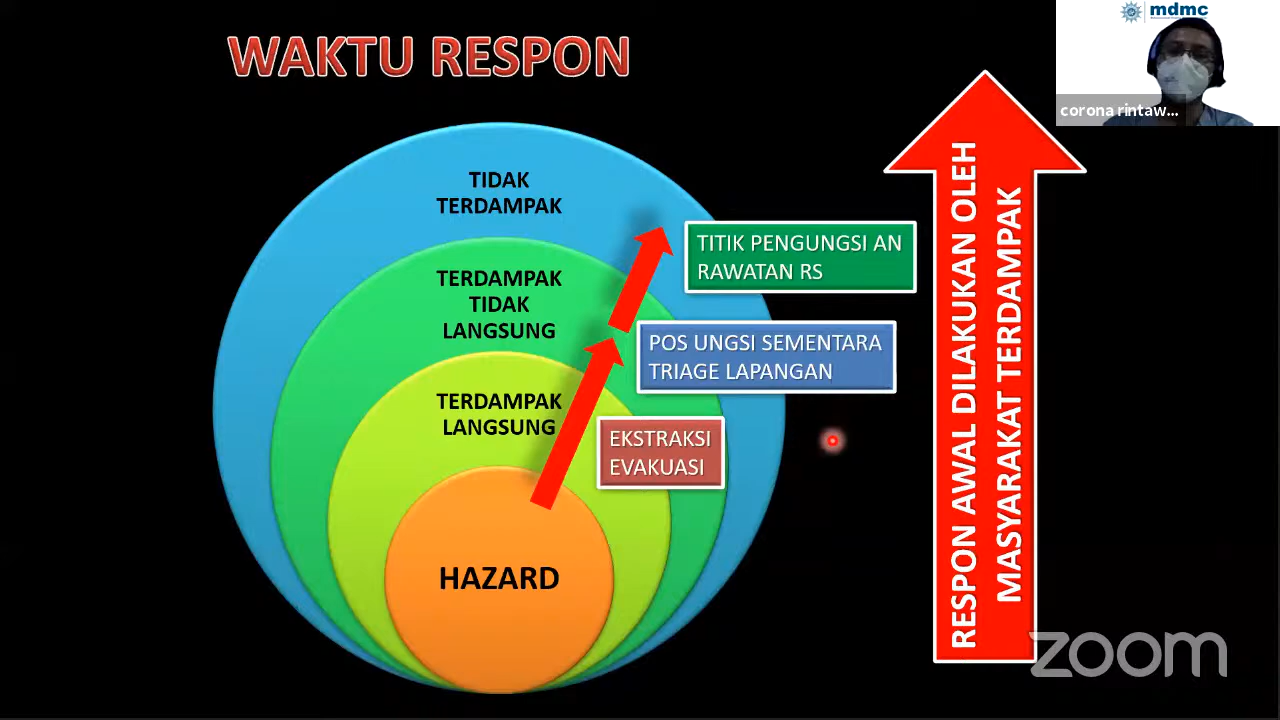 WAKTU RESPON
mdmc
corona rintaw...
TIDAK
TERDAMPAK
TERDAMPAK
TIDAK
LANGSUNG
TERDAMPAK
LANGSUNG
HAZARD
TITIK PENGUNGSI AN
RAWATAN RS
POS UNGSI SEMENTARA
TRIAGE LAPANGAN
EKSTRAKSI
EVAKUASI
RESPON AWAL DILAKUKAN OLEH
MASYARAKAT TERDAMPAK
zoom